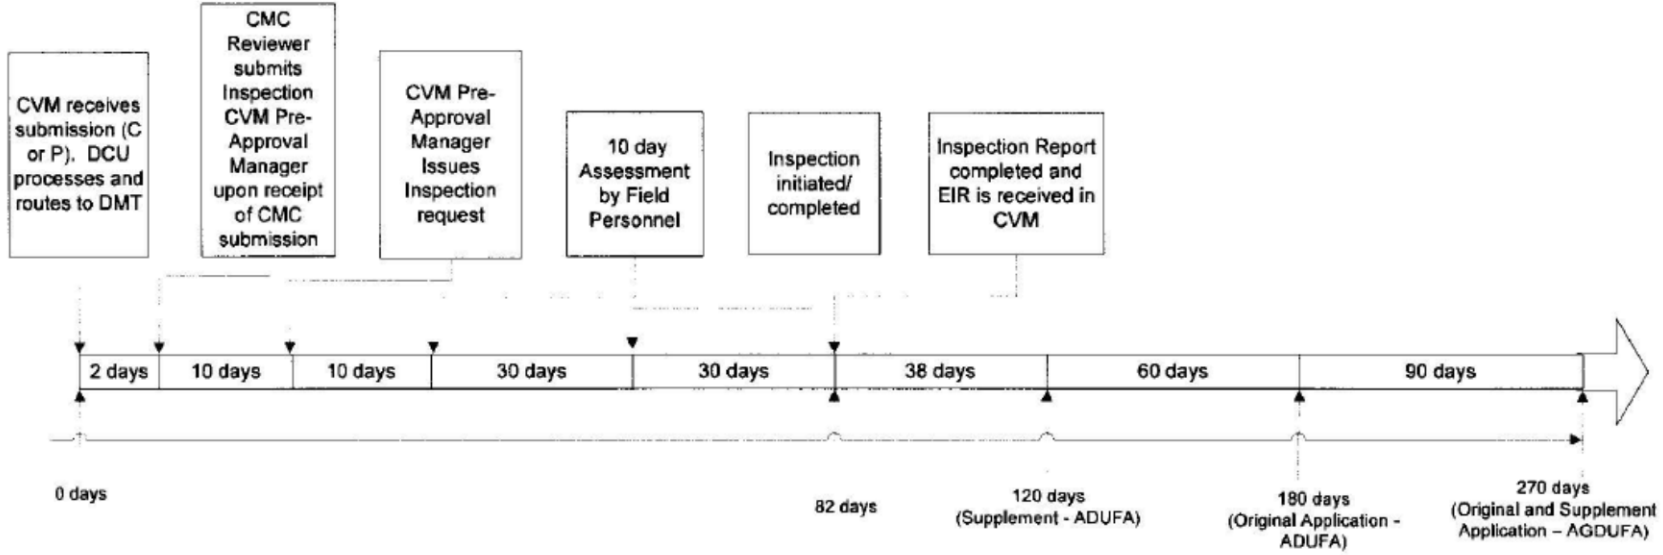 CVM receives
submission (C
or P).  DCU
processes and
routes to DMT
CMC
Reviewer
submits
Inspection
CVM Pre-
Approval
Manager
upon receipt
of CMC
submission
CVM Pre-
Approval
Manager
Issues
Inspection
request
10 day
Assessment
by Field
Personnel
Inspection
initiated/
completed
Inspection Report
completed and
EIR is received in
CVM
2 days
10 days
10 days
30 days
30 days
38 days
60 days
90 days
0 days
82 days
120 days
(Supplement - ADUFA)
180 days
(Original Application -
ADUFA)
270 days
(Original and Supplement
Application – AGDUFA)